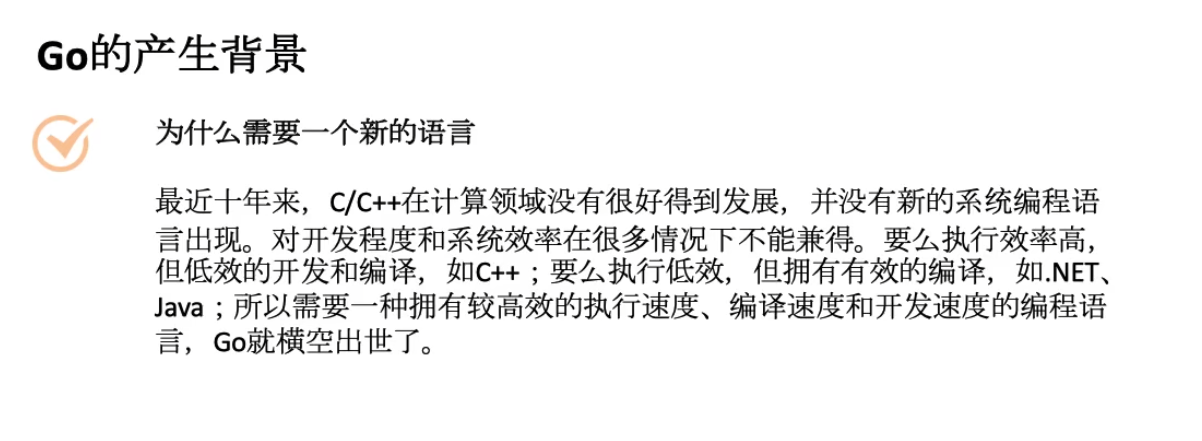 Go的产生背景
为什么需要一个新的语言
最近十年来，C/C++在计算领域没有很好得到发展，并没有新的系统编程语
言出现。对开发程度和系统效率在很多情况下不能兼得。要么执行效率高，
但低效的开发和编译，如C++；要么执行低效，但拥有有效的编译，如.NET、
Java；所以需要一种拥有较高效的执行速度、编译速度和开发速度的编程语
言，Go就横空出世了。